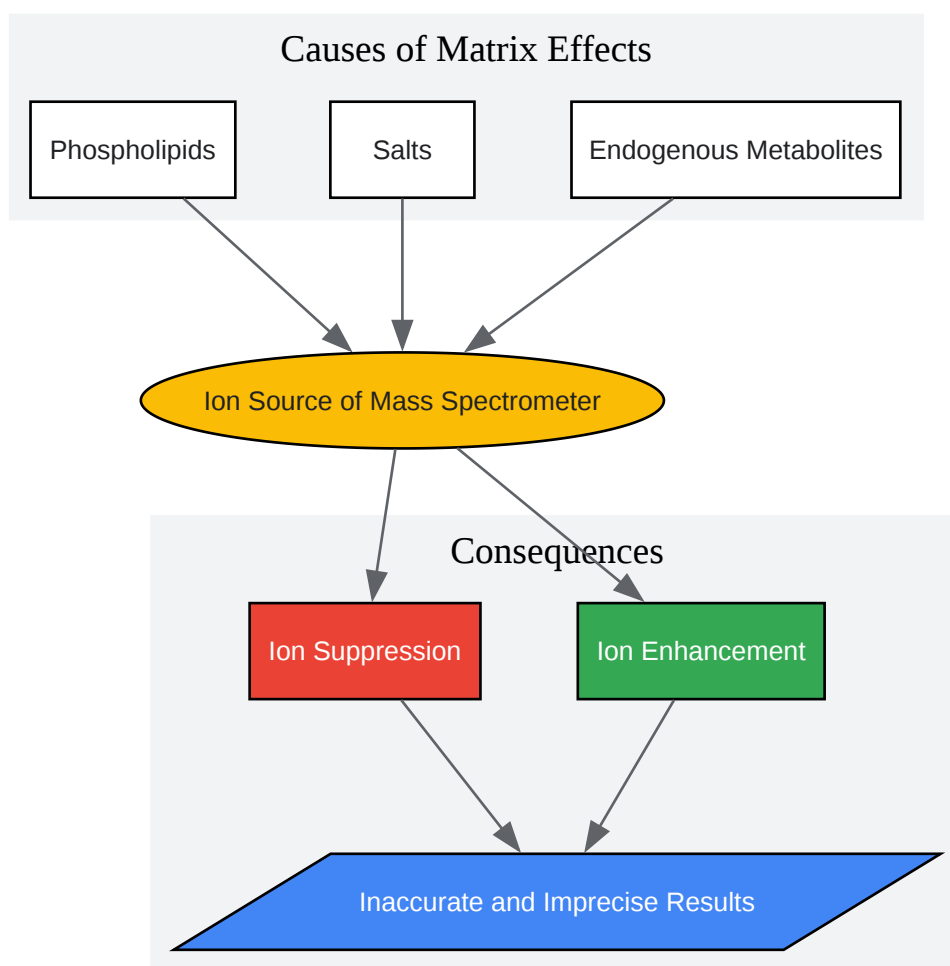 Causes of Matrix Effects
Phospholipids
Salts
Endogenous Metabolites
Ion Source of Mass Spectrometer
Consequences
Ion Suppression
Ion Enhancement
Inaccurate and Imprecise Results